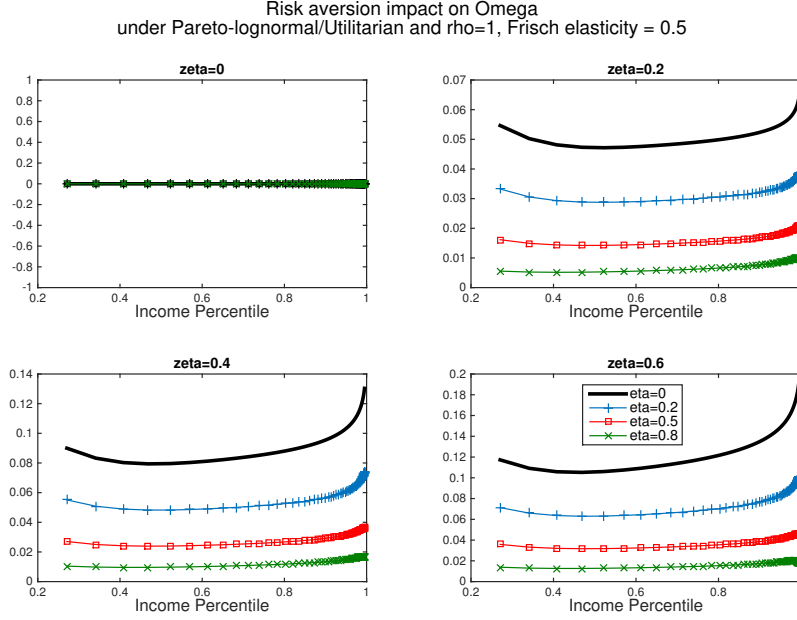 Risk aversion impact on Omega
under Pareto-lognormal/Utilitarian and rho=1, Frisch elasticity = 0.5
zeta=0
1
0.8
0.6
0.4
0.2
0
-0.2
-0.4
-0.6
-0.8
-1
0.2 0.4 0.6 0.8 1
Income Percentile
zeta=0.2
0.07
0.06
0.05
0.04
0.03
0.02
0.01
0
0.2 0.4 0.6 0.8
Income Percentile
zeta=0.4
0.14
0.12
0.1
0.08
0.06
0.04
0.02
0
0.2 0.4 0.6 0.8 1
Income Percentile
zeta=0.6
0.2
0.18
0.16
0.14
0.12
0.1
0.08
0.06
0.04
0.02
0
0.2 0.4 0.6 0.8
Income Percentile
eta=0
eta=0.2
eta=0.5
eta=0.8